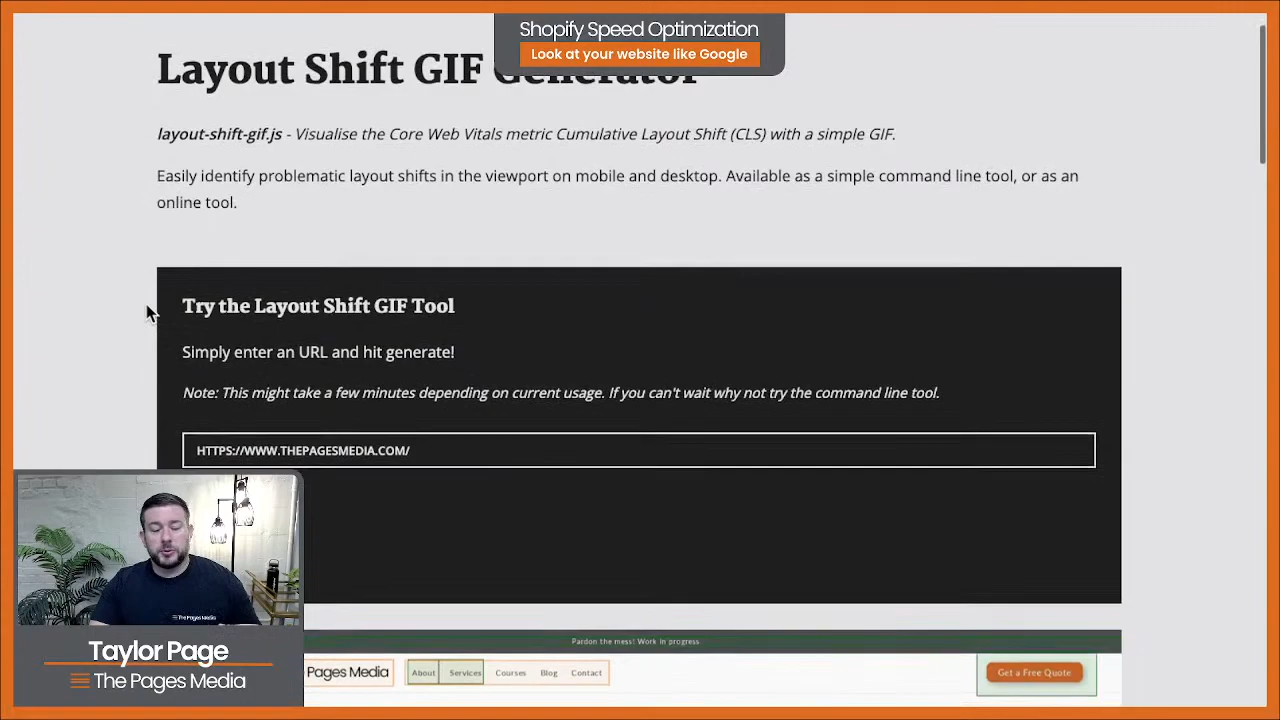 Shopify Speed Optimization
Look at your website like Google
Layout Shift GIF Generator
layout-shift-gif.js - Visualise the Core Web Vitals metric Cumulative Layout Shift (CLS) with a simple GIF.
Easily identify problematic layout shifts in the viewport on mobile and desktop. Available as a simple command line tool, or as an
online tool.
Try the Layout Shift GIF Tool
Simply enter an URL and hit generate!
Note: This might take a few minutes depending on current usage. If you can't wait why not try the command line tool.
HTTPS://WWW.THEPAGESMEDIA.COM/
Pardon the mess! Work in progress
Pages Media
About
Services
Courses
Blog
Contact
Get a Free Quote
The Pages Media
Taylor Page
The Pages Media